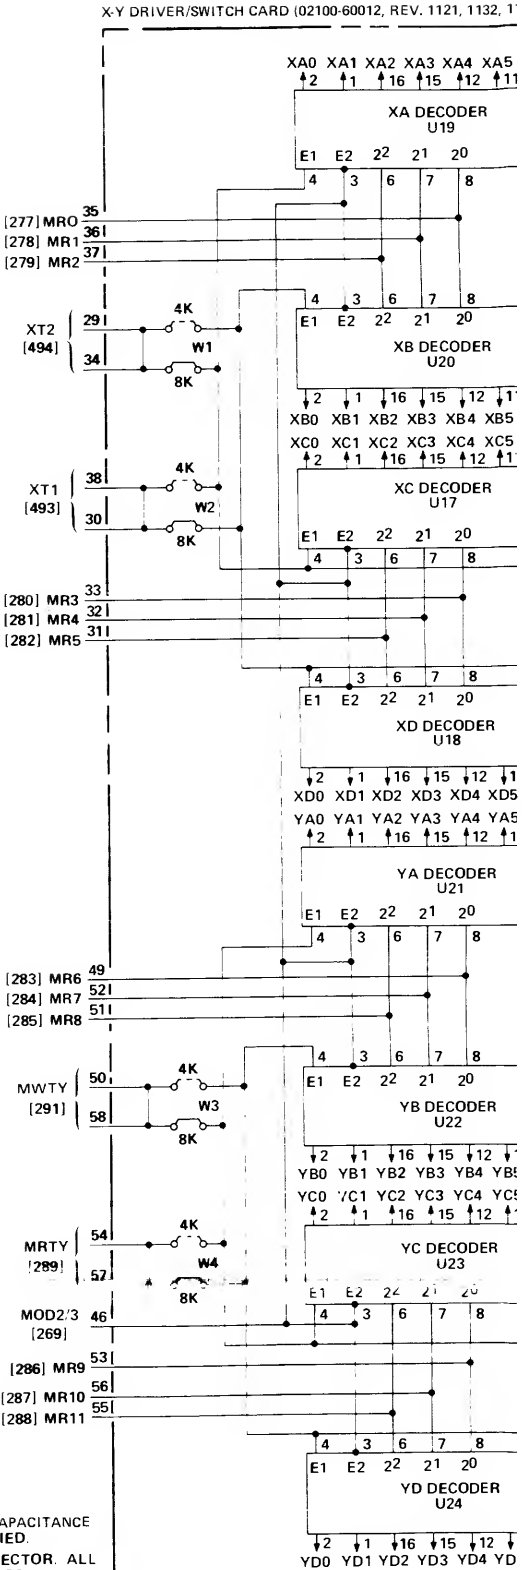 X-Y DRIVER/SWITCH CARD (02100-60012, REV. 1121, 1132,
XA0 XA1 XA2 XA3 XA4 XA5
2 1 16 15 12 11
XA DECODER
U19
E1 E2 2² 2¹ 2⁰
4 3 6 7 8
[277] MR0 35
[278] MR1 36
[279] MR2 37
4 3 6 7 8
E1 E2 2² 2¹ 2⁰
XT2 29 4K
[494] W1
34 8K
XB DECODER
U20
2 1 16 15 12 11
XB0 XB1 XB2 XB3 XB4 XB5
XC0 XC1 XC2 XC3 XC4 XC5
2 1 16 15 12 11
XT1 38 4K
[493] W2
30 8K
XC DECODER
U17
E1 E2 2² 2¹ 2⁰
4 3 6 7 8
[280] MR3 33
[281] MR4 32
[282] MR5 31
4 3 6 7 8
E1 E2 2² 2¹ 2⁰
XD DECODER
U18
2 1 16 15 12
XD0 XD1 XD2 XD3 XD4 XD5
YA0 YA1 YA2 YA3 YA4 YA5
2 1 16 15 12
YA DECODER
U21
E1 E2 2² 2¹ 2⁰
4 3 6 7 8
[283] MR6 49
[284] MR7 52
[285] MR8 51
4 3 6 7 8
E1 E2 2² 2¹ 2⁰
MWTY 50 4K
[291] W3
58 8K
YB DECODER
U22
2 1 16 15 12
YB0 YB1 YB2 YB3 YB4 YB5
YC0 YC1 YC2 YC3 YC4 YC5
2 1 16 15 12
MRTY 54 4K
[289] W4
57 8K
YC DECODER
U23
E1 E2 2² 2¹ 2⁰
4 3 6 7 8
MOD2/3 46
[269]
[286] MR9 53
[287] MR10 56
[288] MR11 55
4 3 6 7 8
E1 E2 2² 2¹ 2⁰
YD DECODER
U24
2 1 16 15 12
YD0 YD1 YD2 YD3 YD4 YD
APACITANCE
IED.
ECTOR. ALL